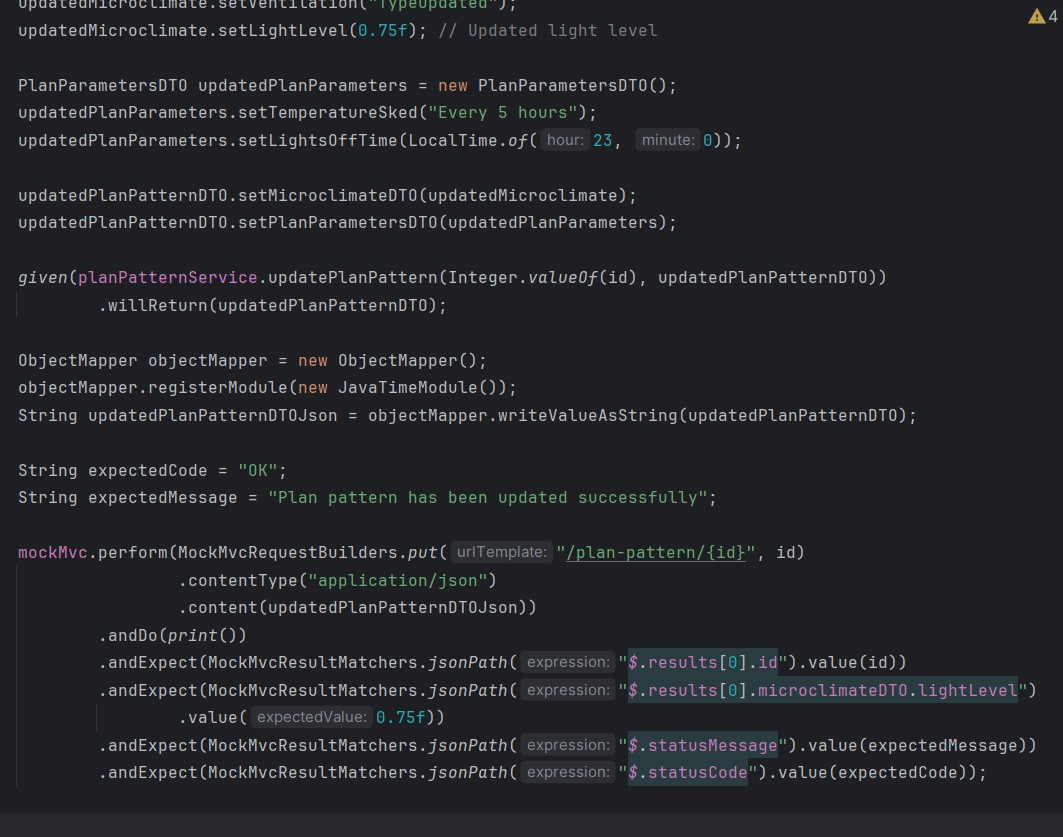 updatedMicroclimate.setVentilation("TypeUpdated");
4
updatedMicroclimate.setLightLevel(0.75f); // Updated light level
PlanParametersDTO updatedPlanParameters = new PlanParametersDTO();
updatedPlanParameters.setTemperatureSked("Every 5 hours");
updatedPlanParameters.setLightsOffTime(LocalTime.of( hour: 23, minute: 0));
updatedPlanPatternDTO.setMicroclimateDTO(updatedMicroclimate);
updatedPlanPatternDTO.setPlanParametersDTO(updatedPlanParameters);
given(planPatternService.updatePlanPattern(Integer.valueOf(id), updatedPlanPatternDTO))
.willReturn(updatedPlanPatternDTO);
ObjectMapper objectMapper = new ObjectMapper();
objectMapper.registerModule(new JavaTimeModule());
String updatedPlanPatternDTOJson = objectMapper.writeValueAsString(updatedPlanPatternDTO);
String expectedCode = "OK";
String expectedMessage = "Plan pattern has been updated successfully";
mockMvc.perform(MockMvcRequestBuilders.put( urlTemplate: "/plan-pattern/{id}", id)
.contentType("application/json")
.content(updatedPlanPatternDTOJson))
.andDo(print())
.andExpect(MockMvcResultMatchers.jsonPath( expression: "$.results[0].id").value(id))
.andExpect(MockMvcResultMatchers.jsonPath( expression: "$.results[0].microclimateDTO.lightLevel")
.value( expectedValue: 0.75f))
.andExpect(MockMvcResultMatchers.jsonPath( expression: "$.statusMessage").value(expectedMessage))
.andExpect(MockMvcResultMatchers.jsonPath( expression: "$.statusCode").value(expectedCode));